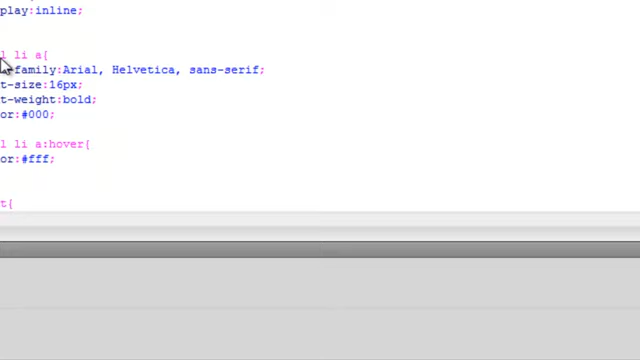 play:inline;
l li a{
-family:Arial, Helvetica, sans-serif;
t-size:16px;
t-weight:bold;
or:#000;
l li a:hover{
or:#fff;
t{